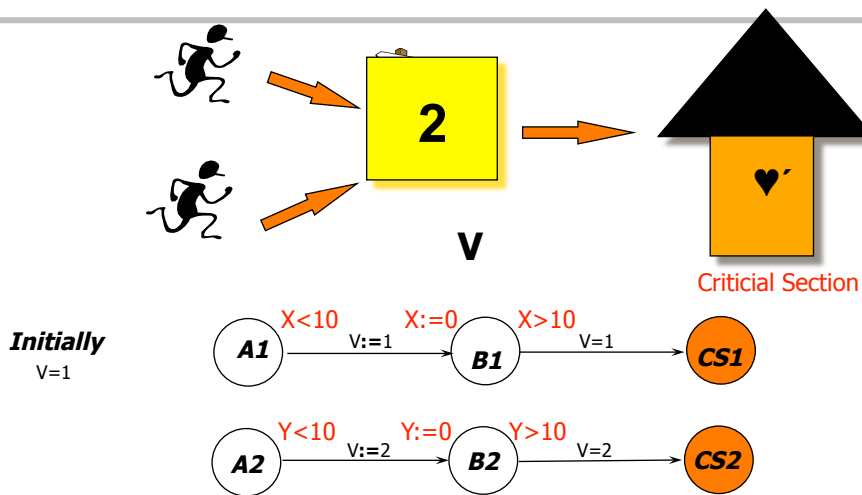 2
♥´
V
Criticial Section
Initially
V=1
X<10 X:=0 X>10
A1 V:=1 B1 V=1 CS1
Y<10 Y:=0 Y>10
A2 V:=2 B2 V=2 CS2